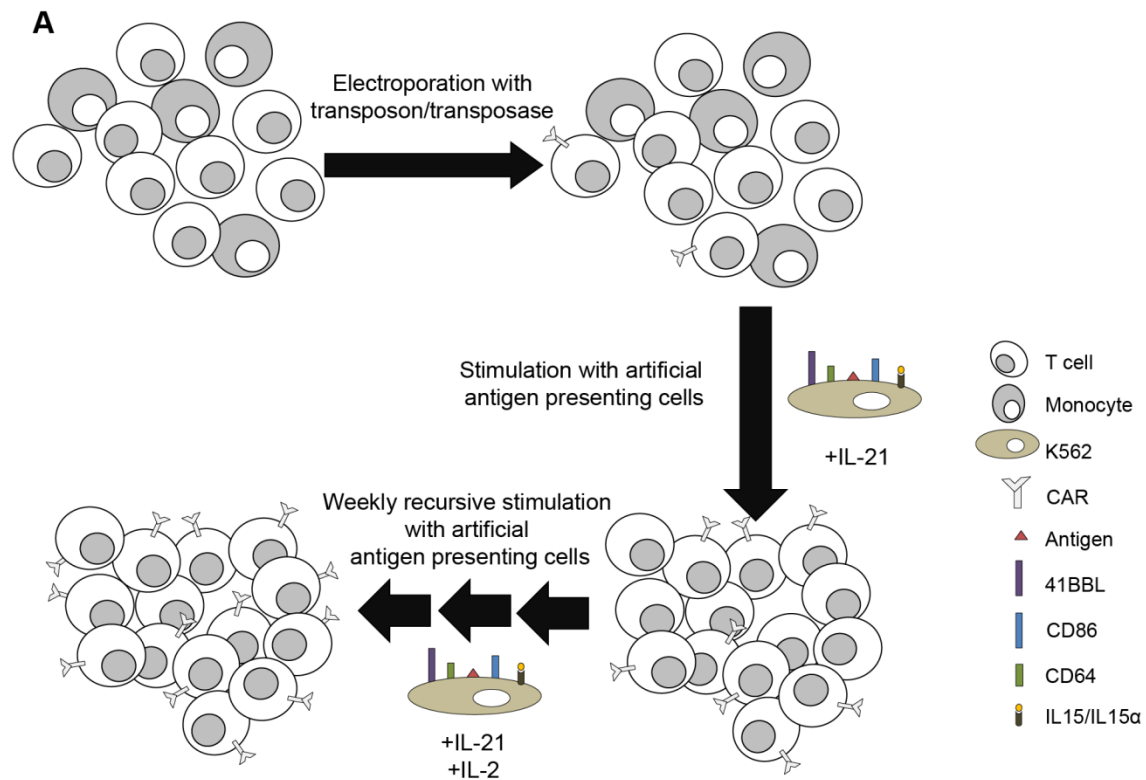 A
Electroporation with
transposon/transposase
Stimulation with artificial
antigen presenting cells
+IL-21
Weekly recursive stimulation
with artificial
antigen presenting cells
+IL-21
+IL-2
T cell
Monocyte
K562
CAR
Antigen
41BBL
CD86
CD64
IL15/IL15α